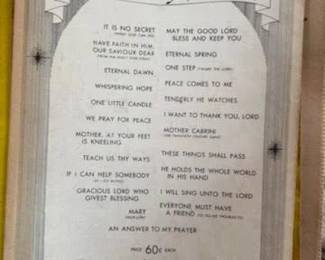 IT IS NO SECRET
HAVE FAITH IN HIM,
OUR SAVIOUR DEAR
ETERNAL DAWN
WHISPERING HOPE
ONE LITTLE CANDLE
WE PRAY FOR PEACE
MOTHER, AT YOUR FEET
IS KNEELING
TEACH US THY WAYS
IF I CAN HELP SOMEBODY
GRACIOUS LORD WHO
GIVEST BLESSING
MARY
MAY THE GOOD LORD
BLESS AND KEEP YOU
ETERNAL SPRING
ONE STEP
PEACE COMES TO ME
TENDERLY HE WATCHES
I WANT TO THANK YOU, LORD
MOTHER CABRINI
THESE THINGS SHALL PASS
HE HOLDS THE WHOLE WORLD
IN HIS HAND
I WILL SING UNTO THE LORD
EVERYONE MUST HAVE
A FRIEND
AN ANSWER TO MY PRAYER
PRICE 60¢ EACH